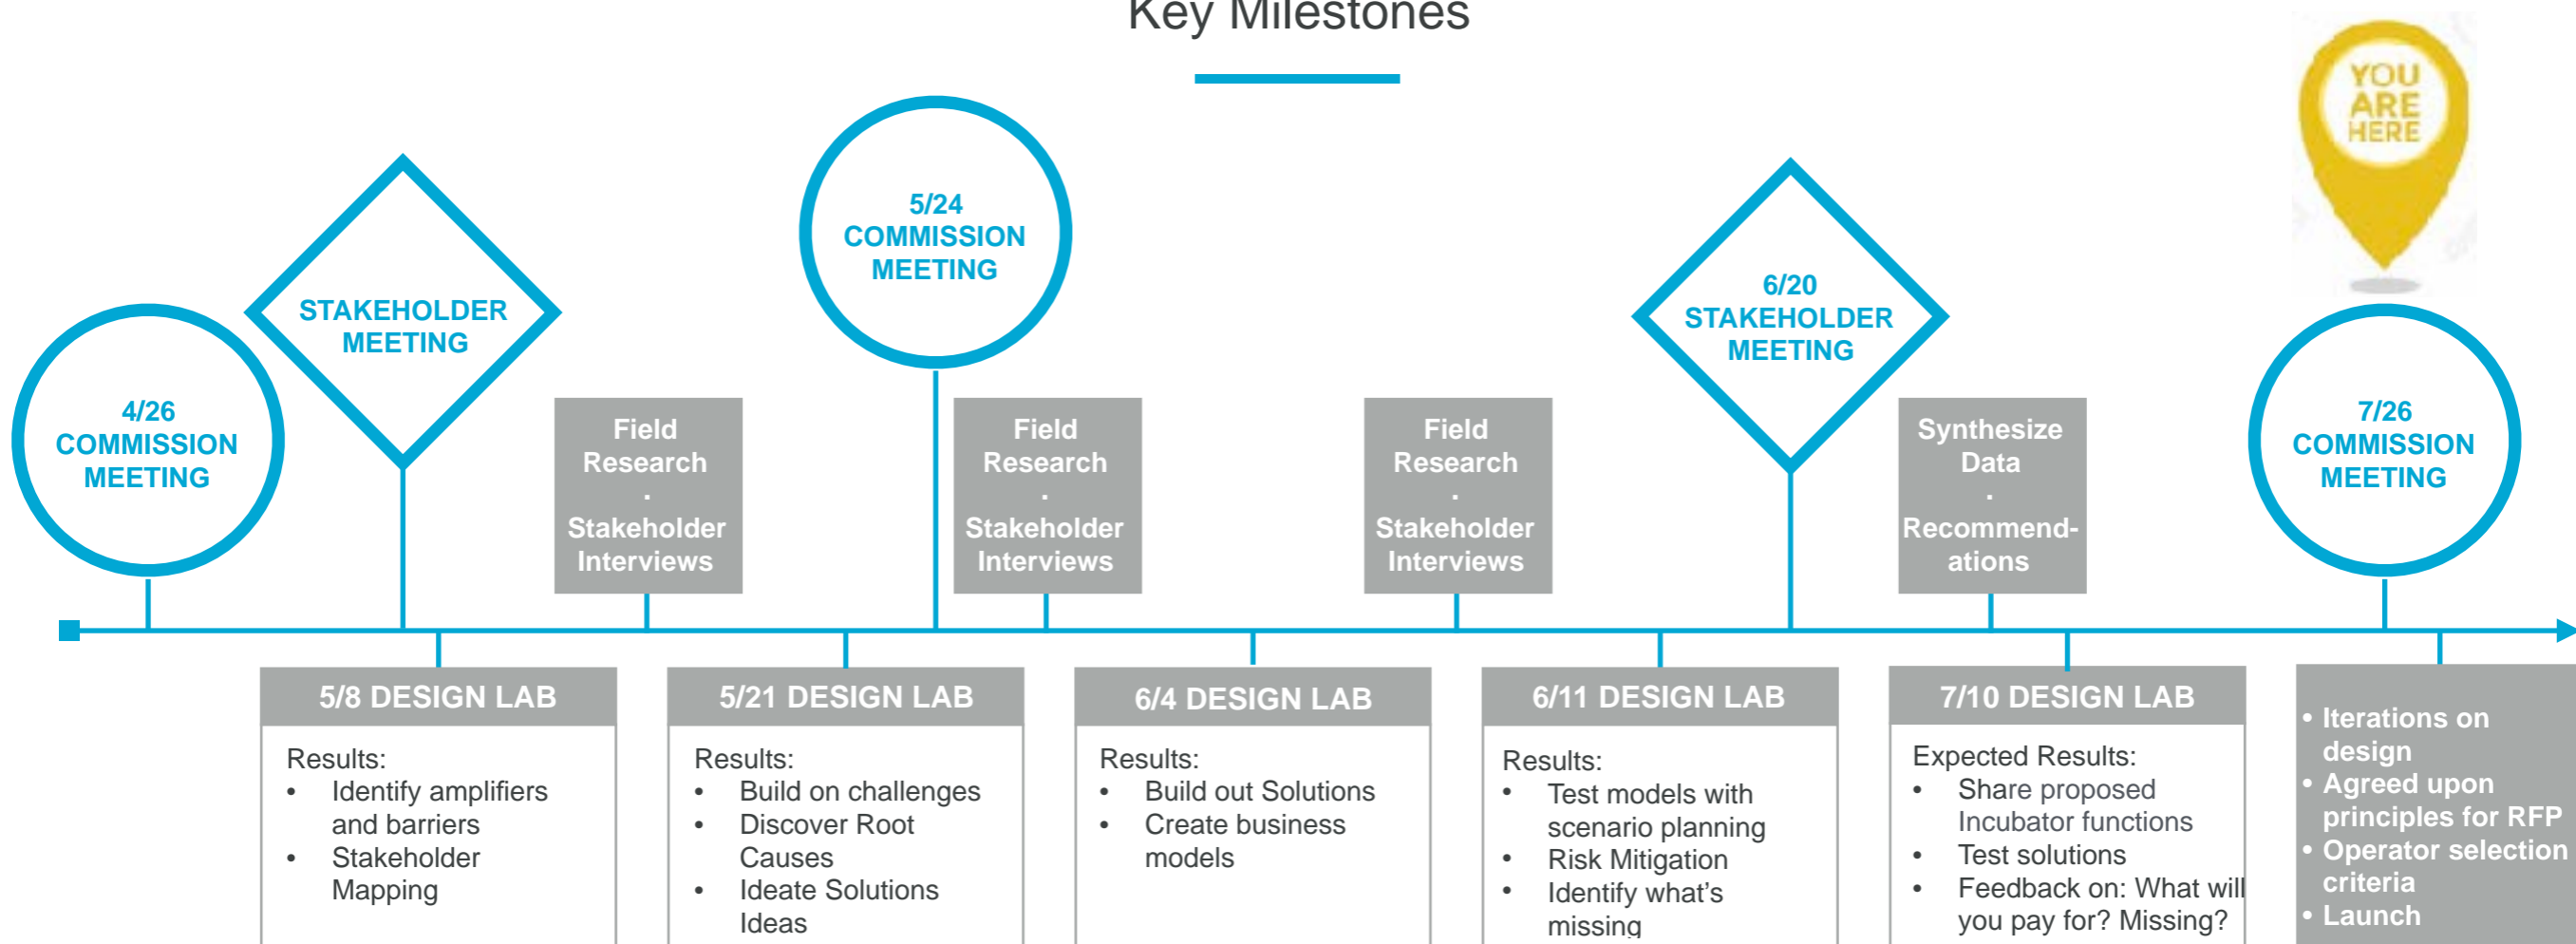 Key Milestones
YOU
ARE
HERE
4/26
COMMISSION
MEETING
STAKEHOLDER
MEETING
Field
Research
·
Stakeholder
Interviews
5/24
COMMISSION
MEETING
Field
Research
·
Stakeholder
Interviews
Field
Research
·
Stakeholder
Interviews
6/20
STAKEHOLDER
MEETING
Synthesize
Data
·
Recommend-
ations
7/26
COMMISSION
MEETING
5/8 DESIGN LAB
Results:
• Identify amplifiers
and barriers
• Stakeholder
Mapping
5/21 DESIGN LAB
Results:
• Build on challenges
• Discover Root
Causes
• Ideate Solutions
Ideas
6/4 DESIGN LAB
Results:
• Build out Solutions
• Create business
models
6/11 DESIGN LAB
Results:
• Test models with
scenario planning
• Risk Mitigation
• Identify what's
missing
7/10 DESIGN LAB
Expected Results:
• Share proposed
Incubator functions
• Test solutions
• Feedback on: What will
you pay for? Missing?
• Iterations on
design
• Agreed upon
principles for RFP
• Operator selection
criteria
• Launch